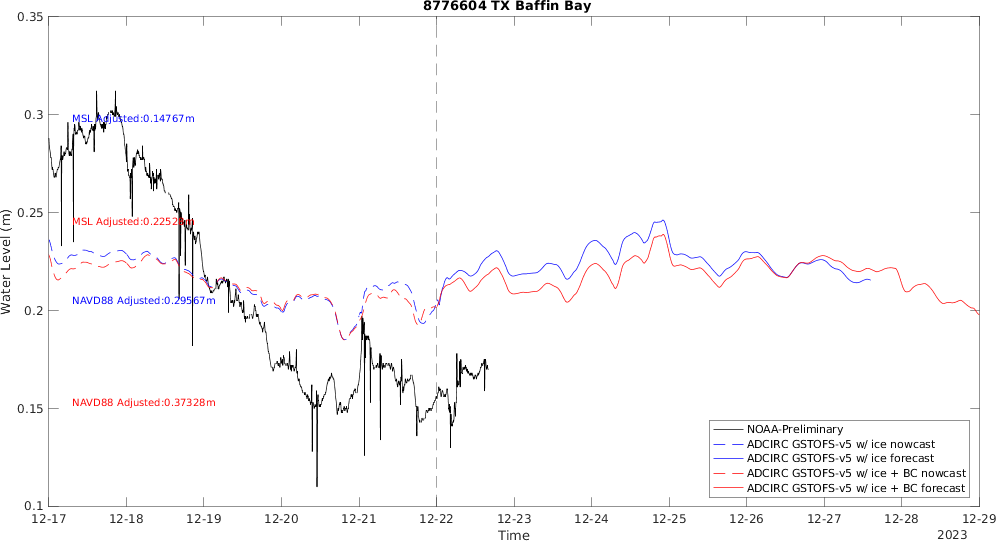 8776604 TX Baffin Bay
0.35
0.3
0.25
0.2
0.15
0.1
Water Level (m)
MSL Adjusted:0.14767m
MSL Adjusted:
NAVD88 Adjusted:0.29567m
NAVD88 Adjusted:0.37328m
NOAA-Preliminary
ADCIRC GSTOFS-v5 w/ ice nowcast
ADCIRC GSTOFS-v5 w/ ice forecast
ADCIRC GSTOFS-v5 w/ ice + BC nowcast
ADCIRC GSTOFS-v5 w/ ice + BC forecast
12-17 12-18 12-19 12-20 12-21 12-22 12-23 12-24 12-25 12-26 12-27 12-28 12-29
Time
2023